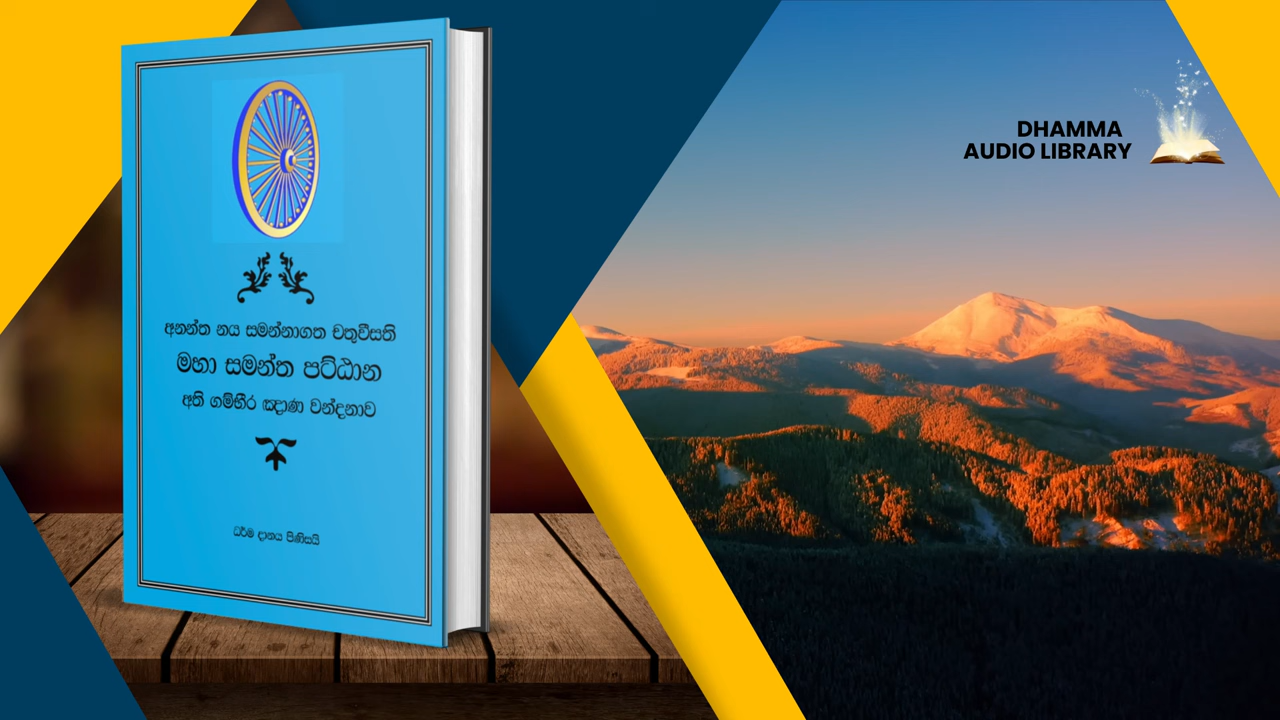 අනන්ත නය සමන්නාගත චතුවීසති
මහා සමන්ත පට්ඨාන
අති ගම්භීර ඤාණ වන්දනාව
ධර්ම දානය පිණිසයි
DHAMMA
AUDIO LIBRARY